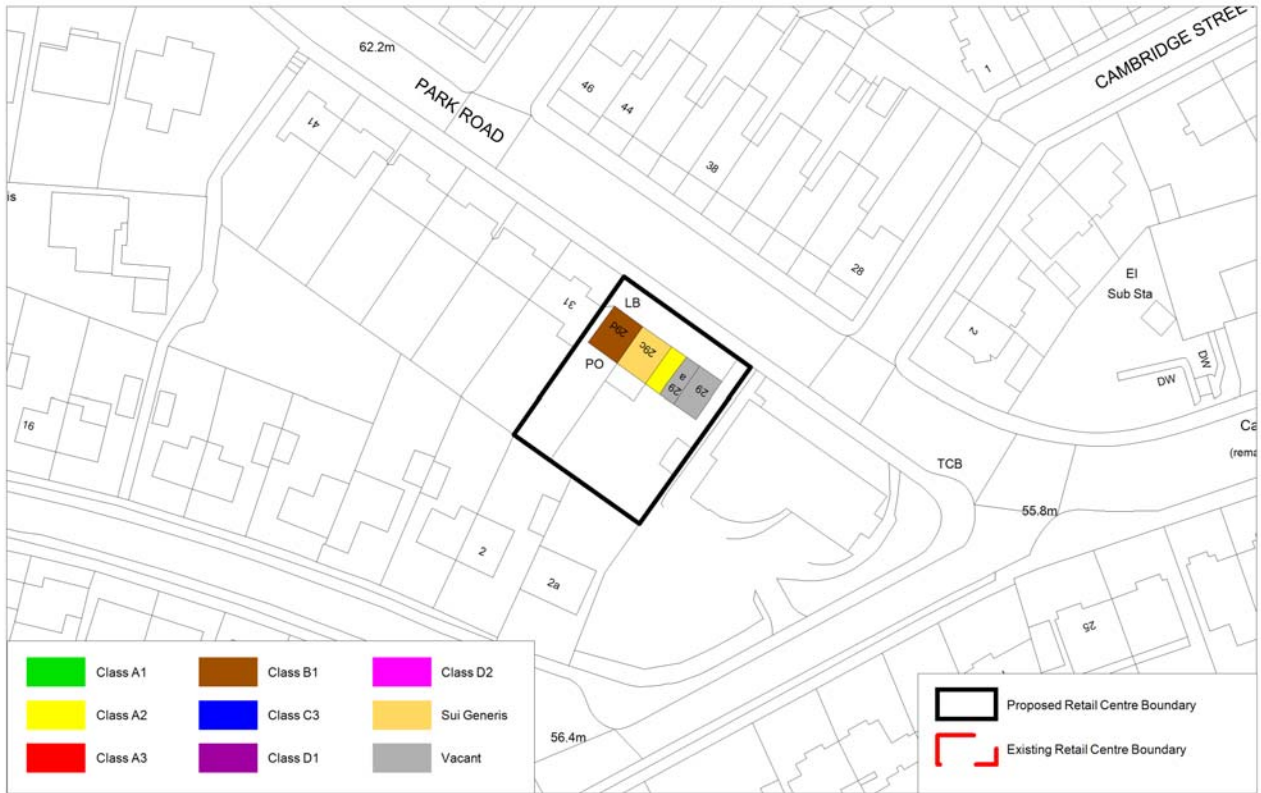 62.2m
PARK ROAD
CAMBRIDGE STREE
1
46
44
41
38
is
28
31
LB
29d
29c
PO
29
a
29
2
El
Sub Sta
DW
DW
16
Ca
(rema
TCB
55.8m
2
2a
25
56.4m
Class A1
Class B1
Class D2
Class A2
Class C3
Sui Generis
Class A3
Class D1
Vacant
Proposed Retail Centre Boundary
Existing Retail Centre Boundary